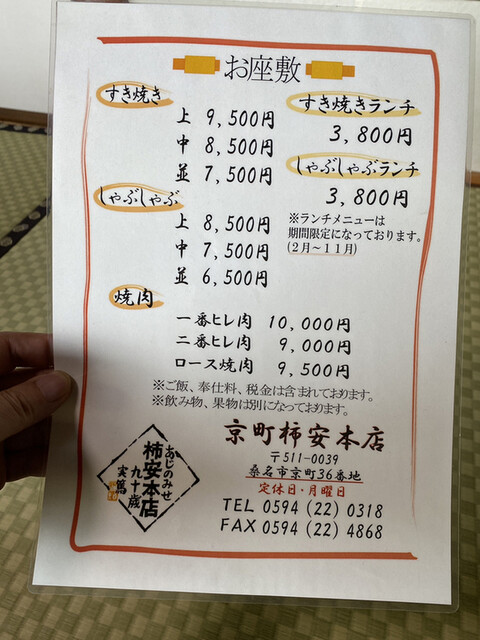 お座敷
すき焼き
上 9,500円
中 8,500円
並 7,500円
すき焼きランチ
3,800円
しゃぶしゃぶランチ
3,800円
※ランチメニューは
期間限定になっております。
(2月～11月)
しゃぶしゃぶ
上 8,500円
中 7,500円
並 6,500円
焼肉
一番ヒレ肉 10,000円
二番ヒレ肉 9,000円
ロース焼肉 9,500円
※ご飯、奉仕料、税金は含まれております。
※飲み物、果物は別になっております。
あじのみせ
柿安本店
九十歳
実篤
京町柿安本店
〒511-0039
桑名市京町36番地
定休日・月曜日
TEL 0594 (22) 0318
FAX 0594 (22) 4868